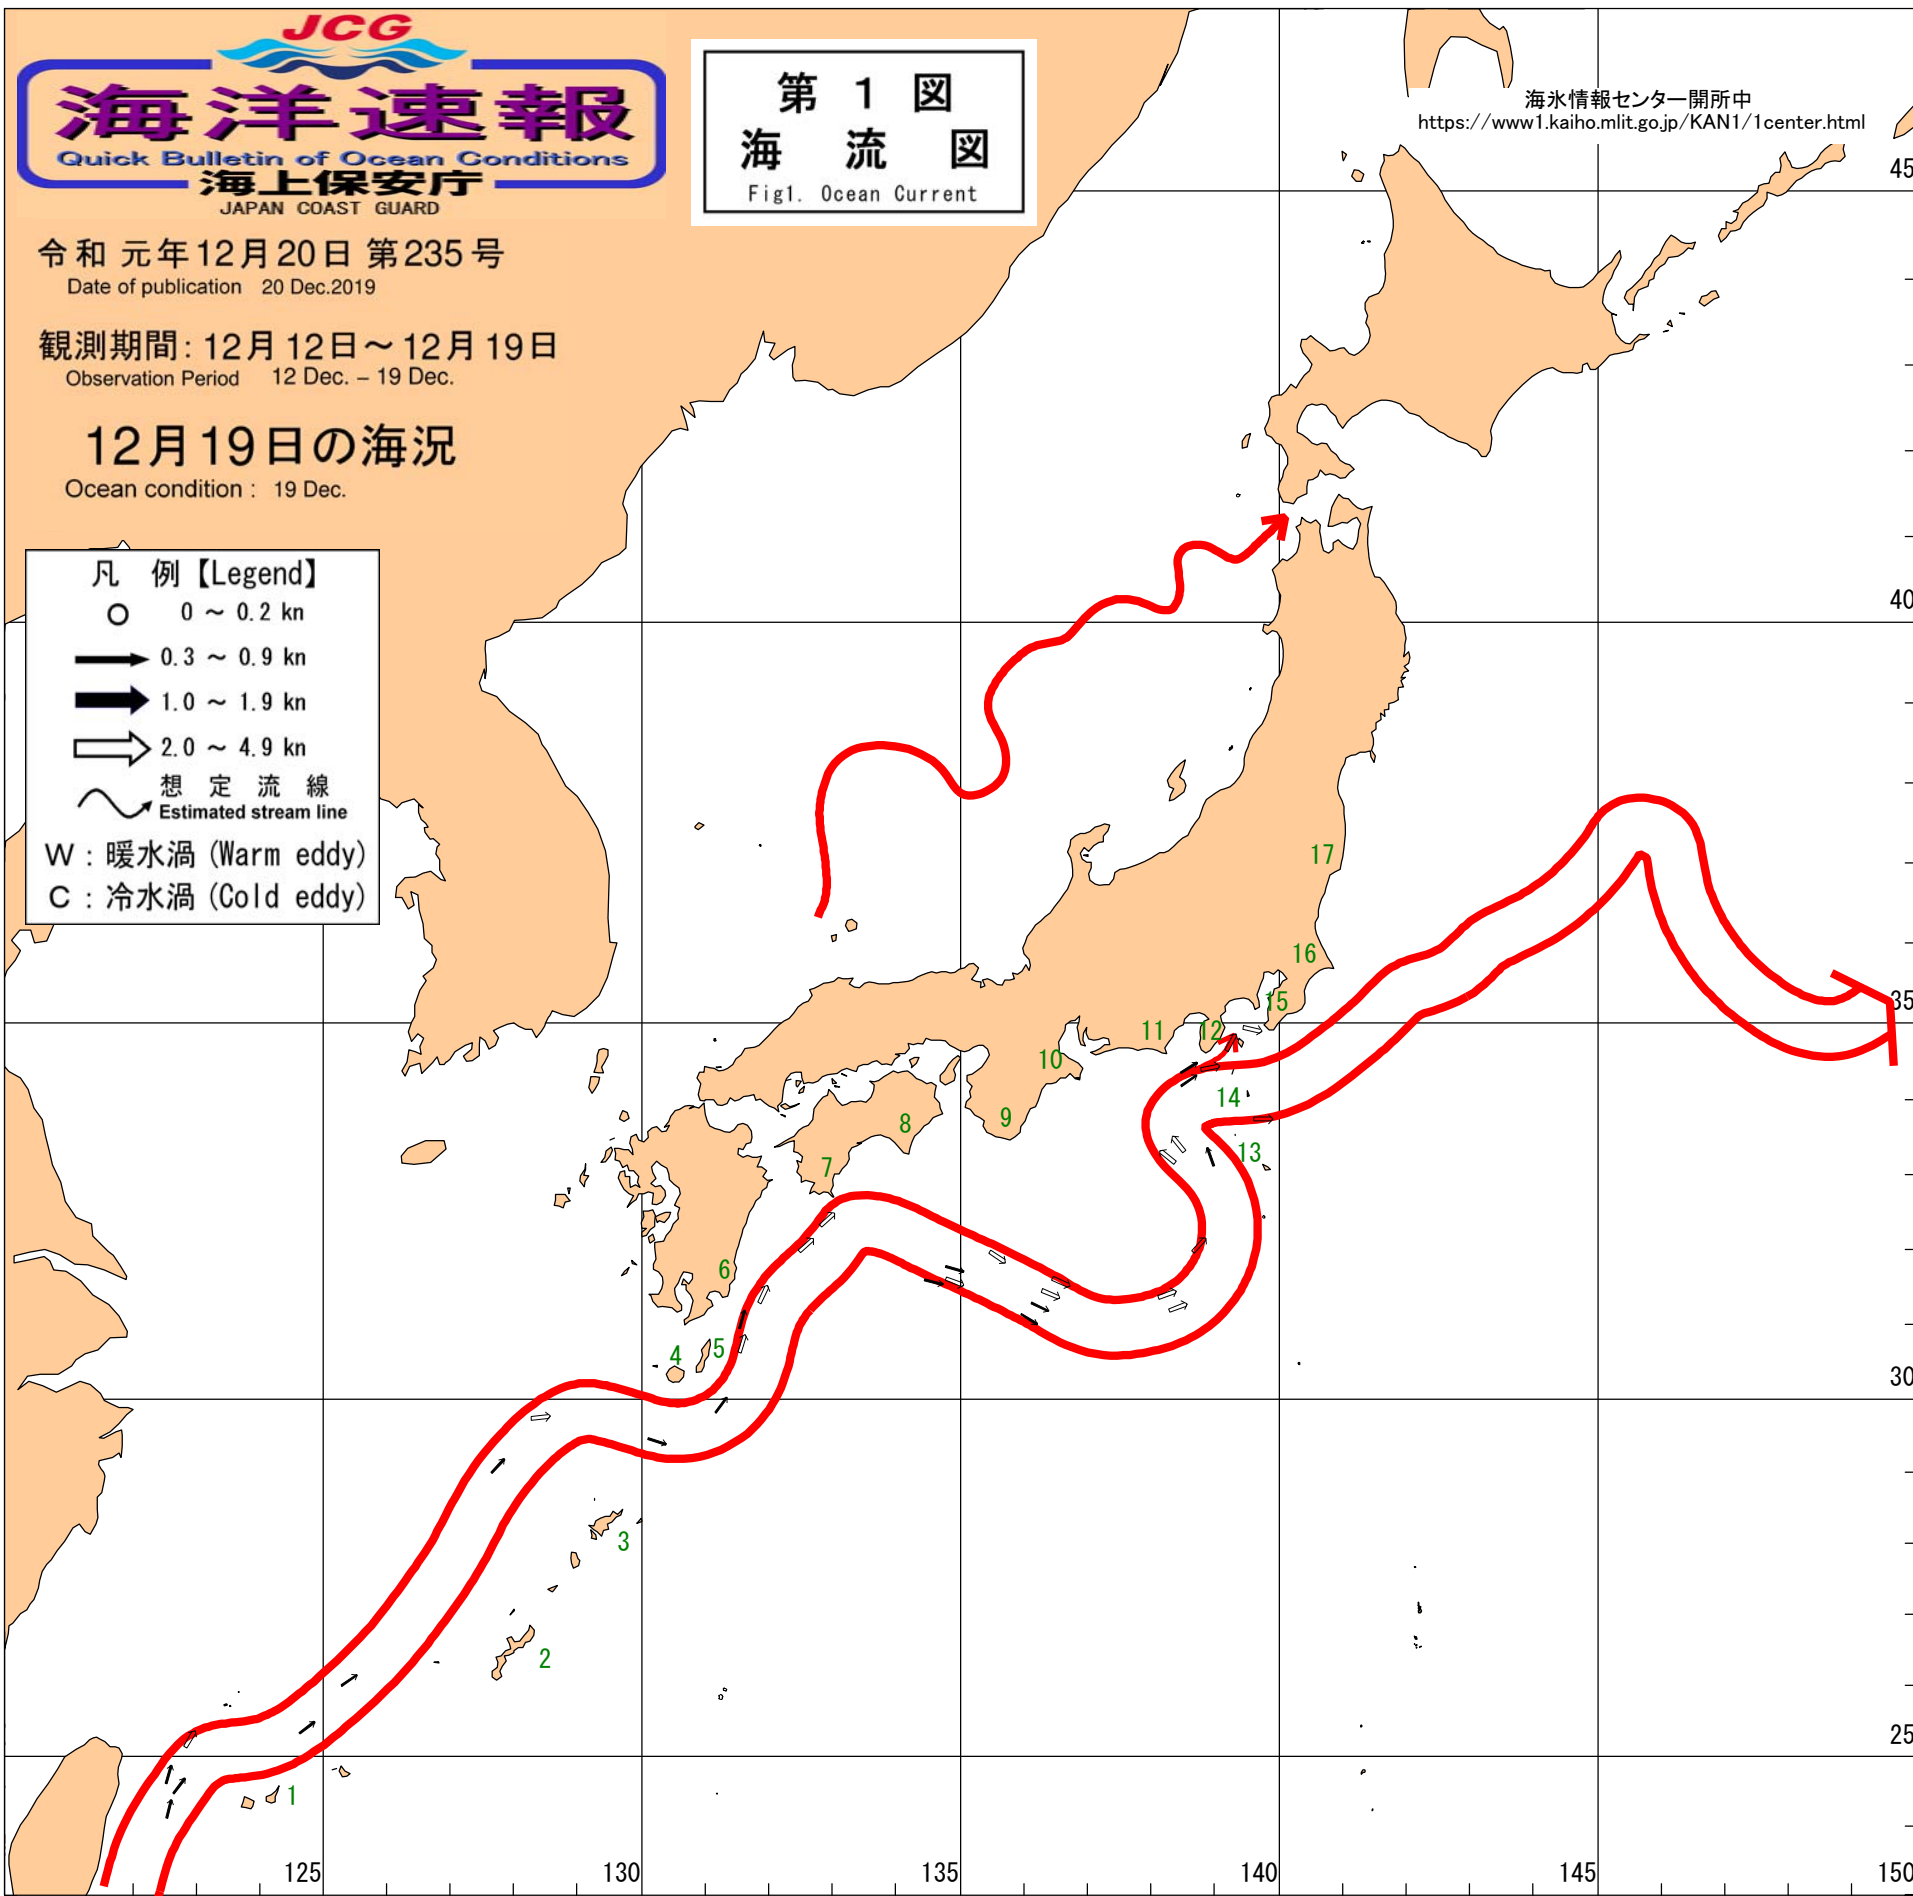 JCG
海洋速報
Quick Bulletin of Ocean Conditions
海上保安庁
JAPAN COAST GUARD
第 1 図
海 流 図
Fig1. Ocean Current
海氷情報センター開所中
https://www1.kaiho.mlit.go.jp/KAN1/1center.html
令和 元年12月20日 第235号
Date of publication 20 Dec.2019
観測期間: 12月12日～12月19日
Observation Period 12 Dec. – 19 Dec.
12月19日の海況
Ocean condition : 19 Dec.
凡 例【Legend】
0 ～ 0.2 kn
0.3 ～ 0.9 kn
1.0 ～ 1.9 kn
2.0 ～ 4.9 kn
想 定 流 線
Estimated stream line
W : 暖水渦 (Warm eddy)
C : 冷水渦 (Cold eddy)
45
40
35
30
25
17
16
15
12
11
10
14
9
8
13
7
6
5
4
3
2
1
125
130
135
140
145
150